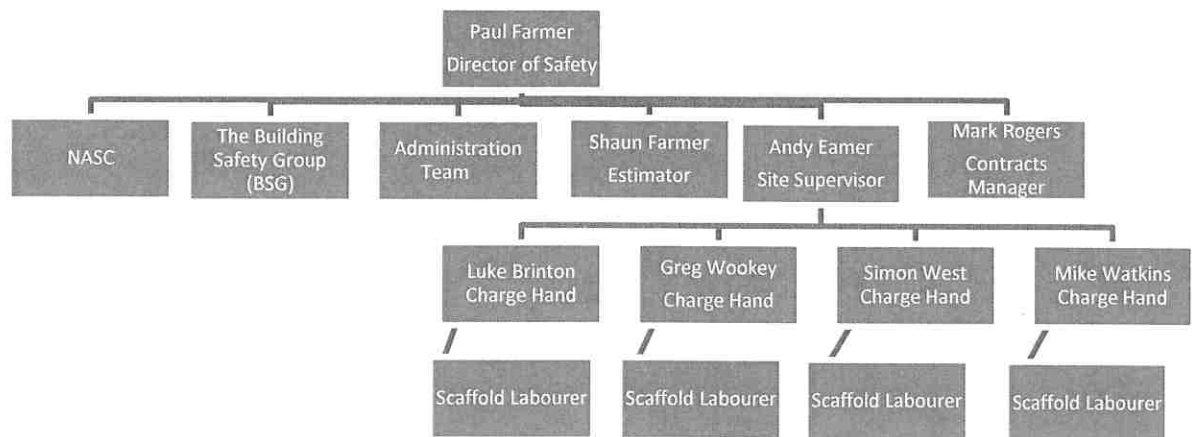 Paul Farmer
Director of Safety
NASC
The Building
Safety Group
(BSG)
Administration
Team
Shaun Farmer
Estimator
Andy Eamer
Site Supervisor
Mark Rogers
Contracts
Manager
Luke Brinton
Charge Hand
Greg Wookey
Charge Hand
Simon West
Charge Hand
Mike Watkins
Charge Hand
Scaffold Labourer
Scaffold Labourer
Scaffold Labourer
Scaffold Labourer